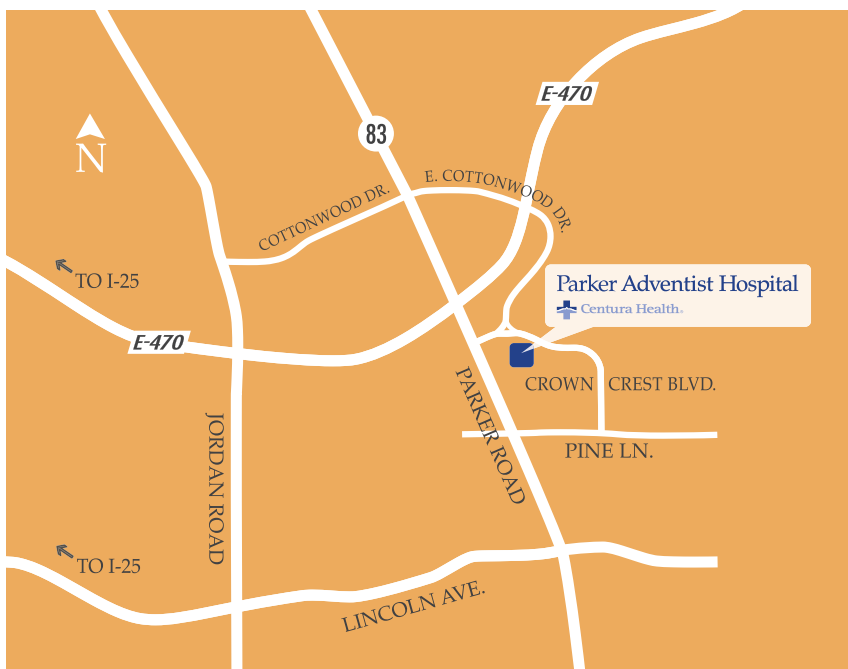 E-470
83
E. COTTONWOOD DR.
N
COTTONWOOD DR.
TO I-25
Parker Adventist Hospital
Centura Health®
E-470
CROWN CREST BLVD.
PARKER ROAD
JORDAN ROAD
PINE LN.
TO I-25
LINCOLN AVE.